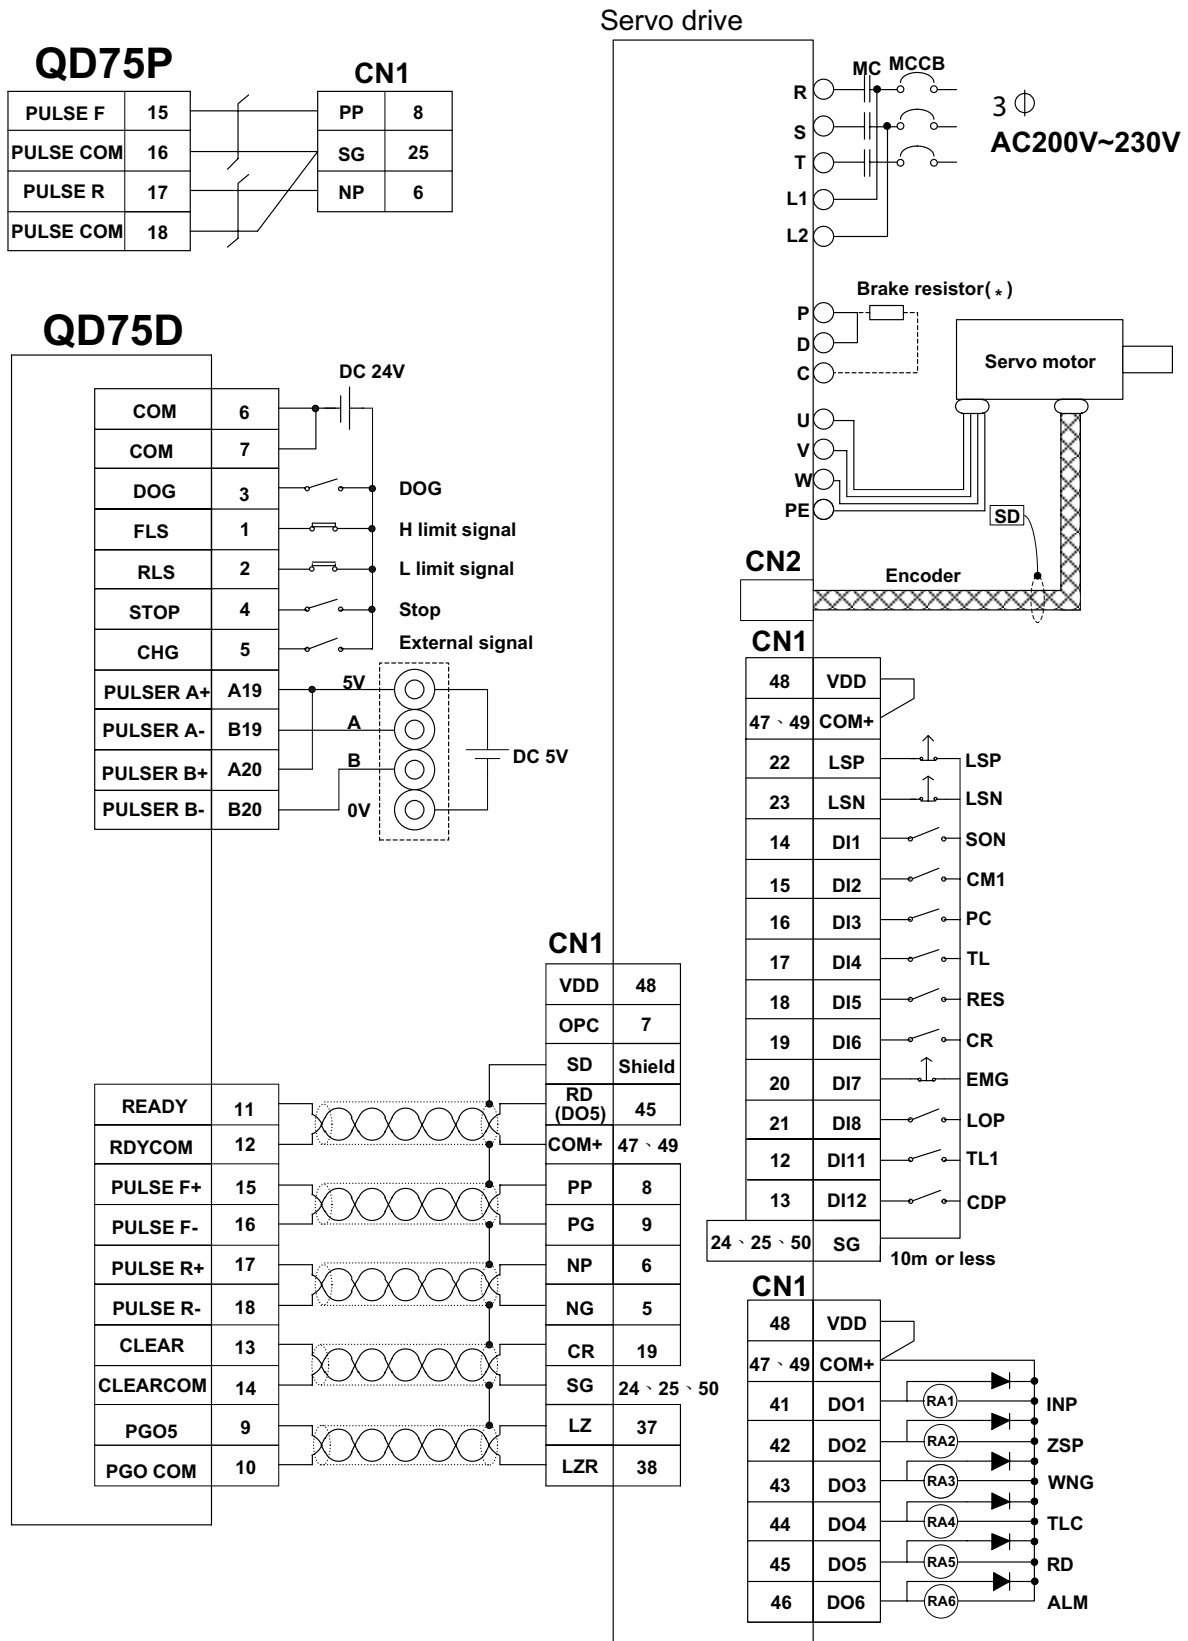 Servo drive
QD75P
CN1
PULSE F 15
PULSE COM 16
PULSE R 17
PULSE COM 18
PP 8
SG 25
NP 6
MC MCCB
R
S
T
L1
L2
3 Φ
AC200V~230V
Brake resistor( * )
P
D
C
U
V
W
PE
Servo motor
SD
Encoder
CN2
QD75D
DC 24V
COM 6
COM 7
DOG 3 DOG
FLS 1 H limit signal
RLS 2 L limit signal
STOP 4 Stop
CHG 5 External signal
PULSER A+ A19 5V
PULSER A- B19 A
PULSER B+ A20 B
PULSER B- B20 0V
DC 5V
READY 11
RDYCOM 12
PULSE F+ 15
PULSE F- 16
PULSE R+ 17
PULSE R- 18
CLEAR 13
CLEARCOM 14
PGO5 9
PGO COM 10
CN1
VDD 48
OPC 7
SD Shield
RD
(DO5) 45
COM+ 47、49
PP 8
PG 9
NP 6
NG 5
CR 19
SG 24、25、50
LZ 37
LZR 38
CN1
48 VDD
47、49 COM+
22 LSP LSP
23 LSN LSN
14 DI1 SON
15 DI2 CM1
16 DI3 PC
17 DI4 TL
18 DI5 RES
19 DI6 CR
20 DI7 EMG
21 DI8 LOP
12 DI11 TL1
13 DI12 CDP
24、25、50 SG
10m or less
CN1
48 VDD
47、49 COM+
41 DO1 RA1 INP
42 DO2 RA2 ZSP
43 DO3 RA3 WNG
44 DO4 RA4 TLC
45 DO5 RA5 RD
46 DO6 RA6 ALM